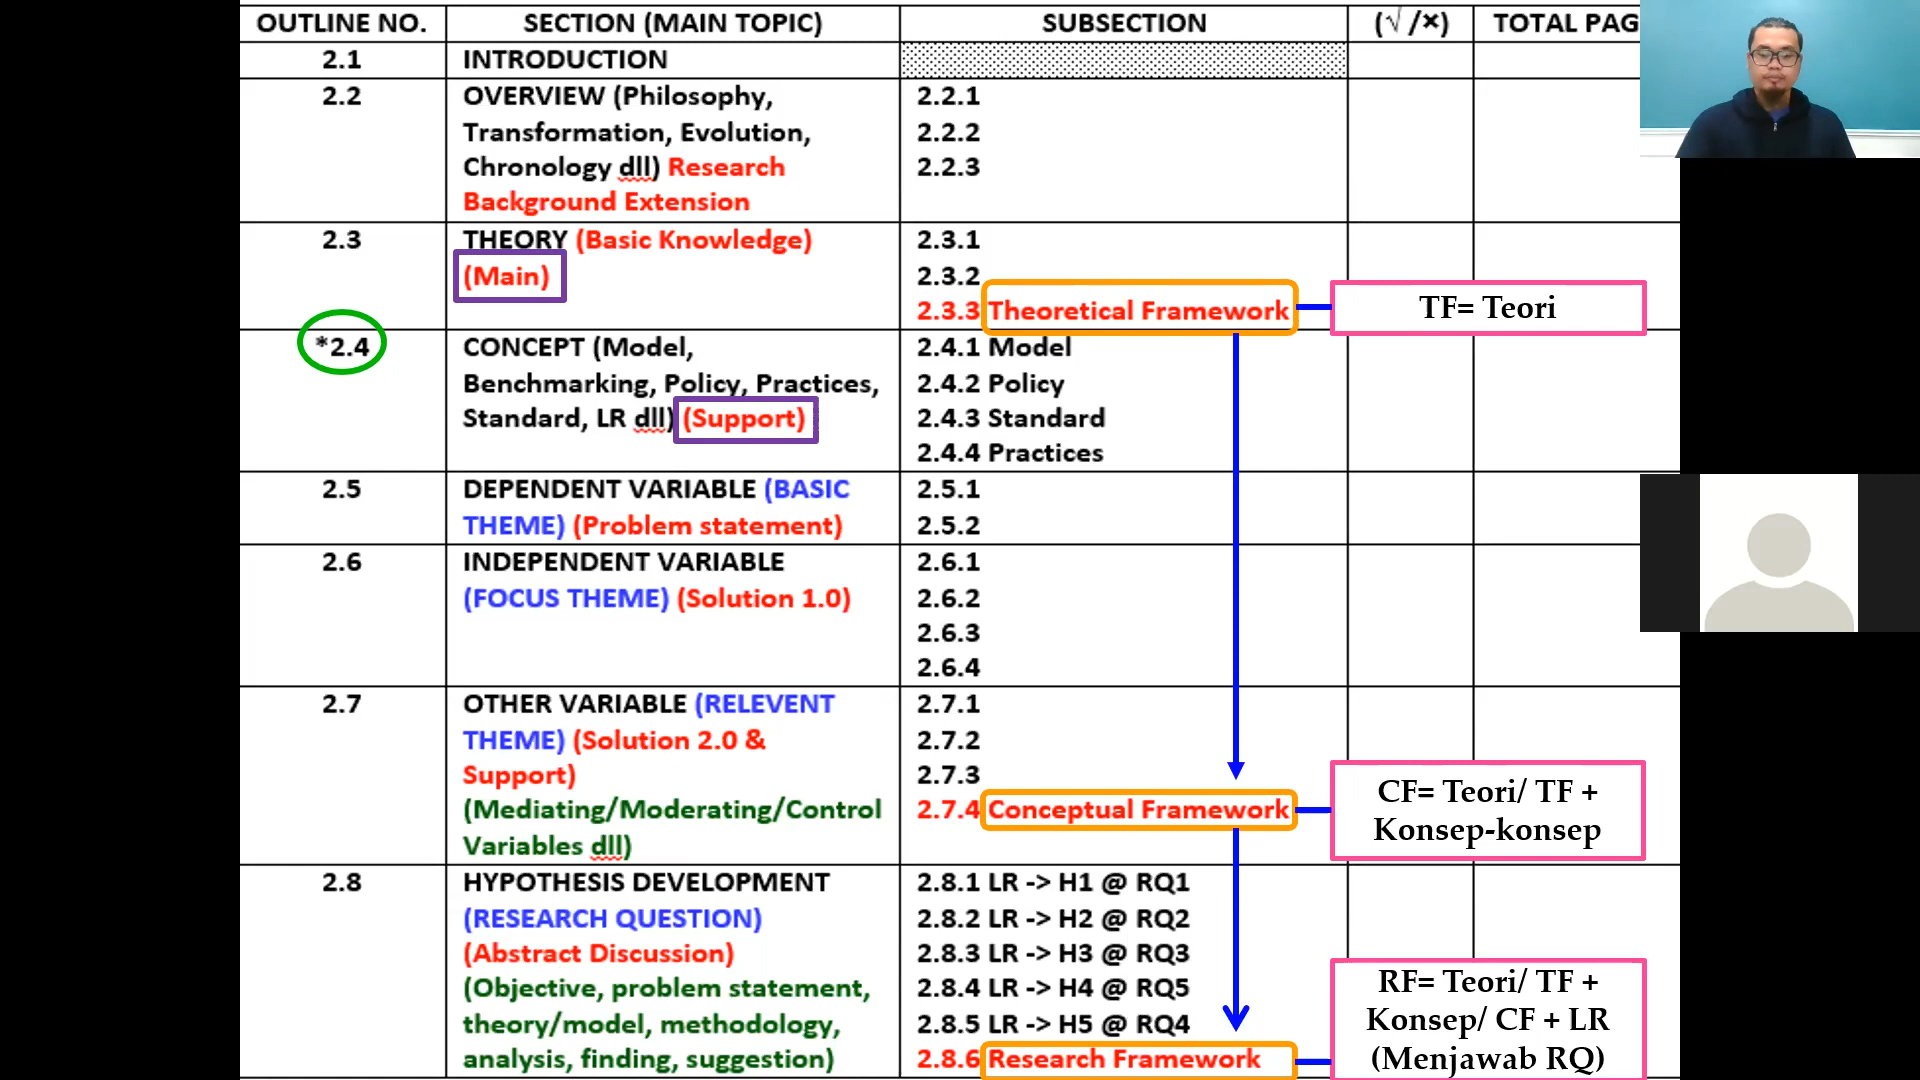 OUTLINE NO. SECTION (MAIN TOPIC) SUBSECTION (√ /×) TOTAL PAG
2.1 INTRODUCTION
2.2 OVERVIEW (Philosophy, 2.2.1
Transformation, Evolution, 2.2.2
Chronology dll) Research 2.2.3
Background Extension
2.3 THEORY (Basic Knowledge) 2.3.1
(Main) 2.3.2
2.3.3 Theoretical Framework TF= Teori
*2.4 CONCEPT (Model, 2.4.1 Model
Benchmarking, Policy, Practices, 2.4.2 Policy
Standard, LR dll) (Support) 2.4.3 Standard
2.4.4 Practices
2.5 DEPENDENT VARIABLE (BASIC 2.5.1
THEME) (Problem statement) 2.5.2
2.6 INDEPENDENT VARIABLE 2.6.1
(FOCUS THEME) (Solution 1.0) 2.6.2
2.6.3
2.6.4
2.7 OTHER VARIABLE (RELEVENT 2.7.1
THEME) (Solution 2.0 & 2.7.2
Support) 2.7.3
(Mediating/Moderating/Control 2.7.4 Conceptual Framework
Variables dll)
CF= Teori/ TF +
Konsep-konsep
2.8 HYPOTHESIS DEVELOPMENT 2.8.1 LR -> H1 @ RQ1
(RESEARCH QUESTION) 2.8.2 LR -> H2 @ RQ2
(Abstract Discussion) 2.8.3 LR -> H3 @ RQ3
(Objective, problem statement, 2.8.4 LR -> H4 @ RQ5
theory/model, methodology, 2.8.5 LR -> H5 @ RQ4
analysis, finding, suggestion) 2.8.6 Research Framework
RF= Teori/ TF +
Konsep/ CF + LR
(Menjawab RQ)